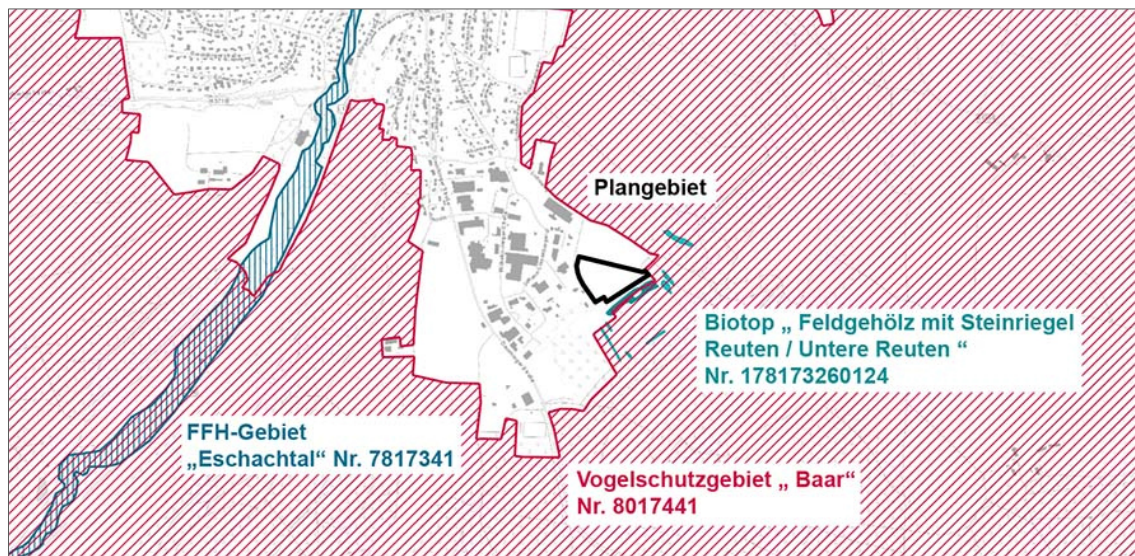 Plangebiet
Biotop „ Feldgehölz mit Steinriegel
Reuten / Untere Reuten “
Nr. 178173260124
FFH-Gebiet
„Eschachtal“ Nr. 7817341
Vogelschutzgebiet „ Baar“
Nr. 8017441